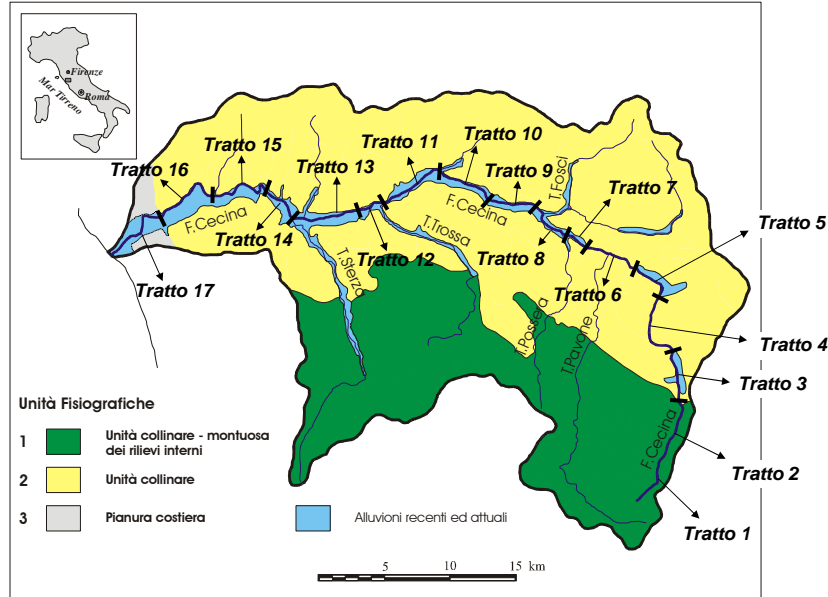 Firenze
Mar Tirreno
Roma
Tratto 10
Tratto 11
Tratto 15
Tratto 13
Tratto 9
Tratto 16
T.Fosci
Tratto 7
F.Cecina
F.Cecina
Tratto 5
T.Trossa
Tratto 14
Tratto 12
Tratto 8
T.Sterza
Tratto 17
Tratto 6
T.Possera
T.Pavone
Tratto 4
Tratto 3
Unità Fisiografiche
1 Unità collinare - montuosa
dei rilievi interni
F.Cecina
Tratto 2
2 Unità collinare
3 Pianura costiera
Alluvioni recenti ed attuali
Tratto 1
5 10 15 km